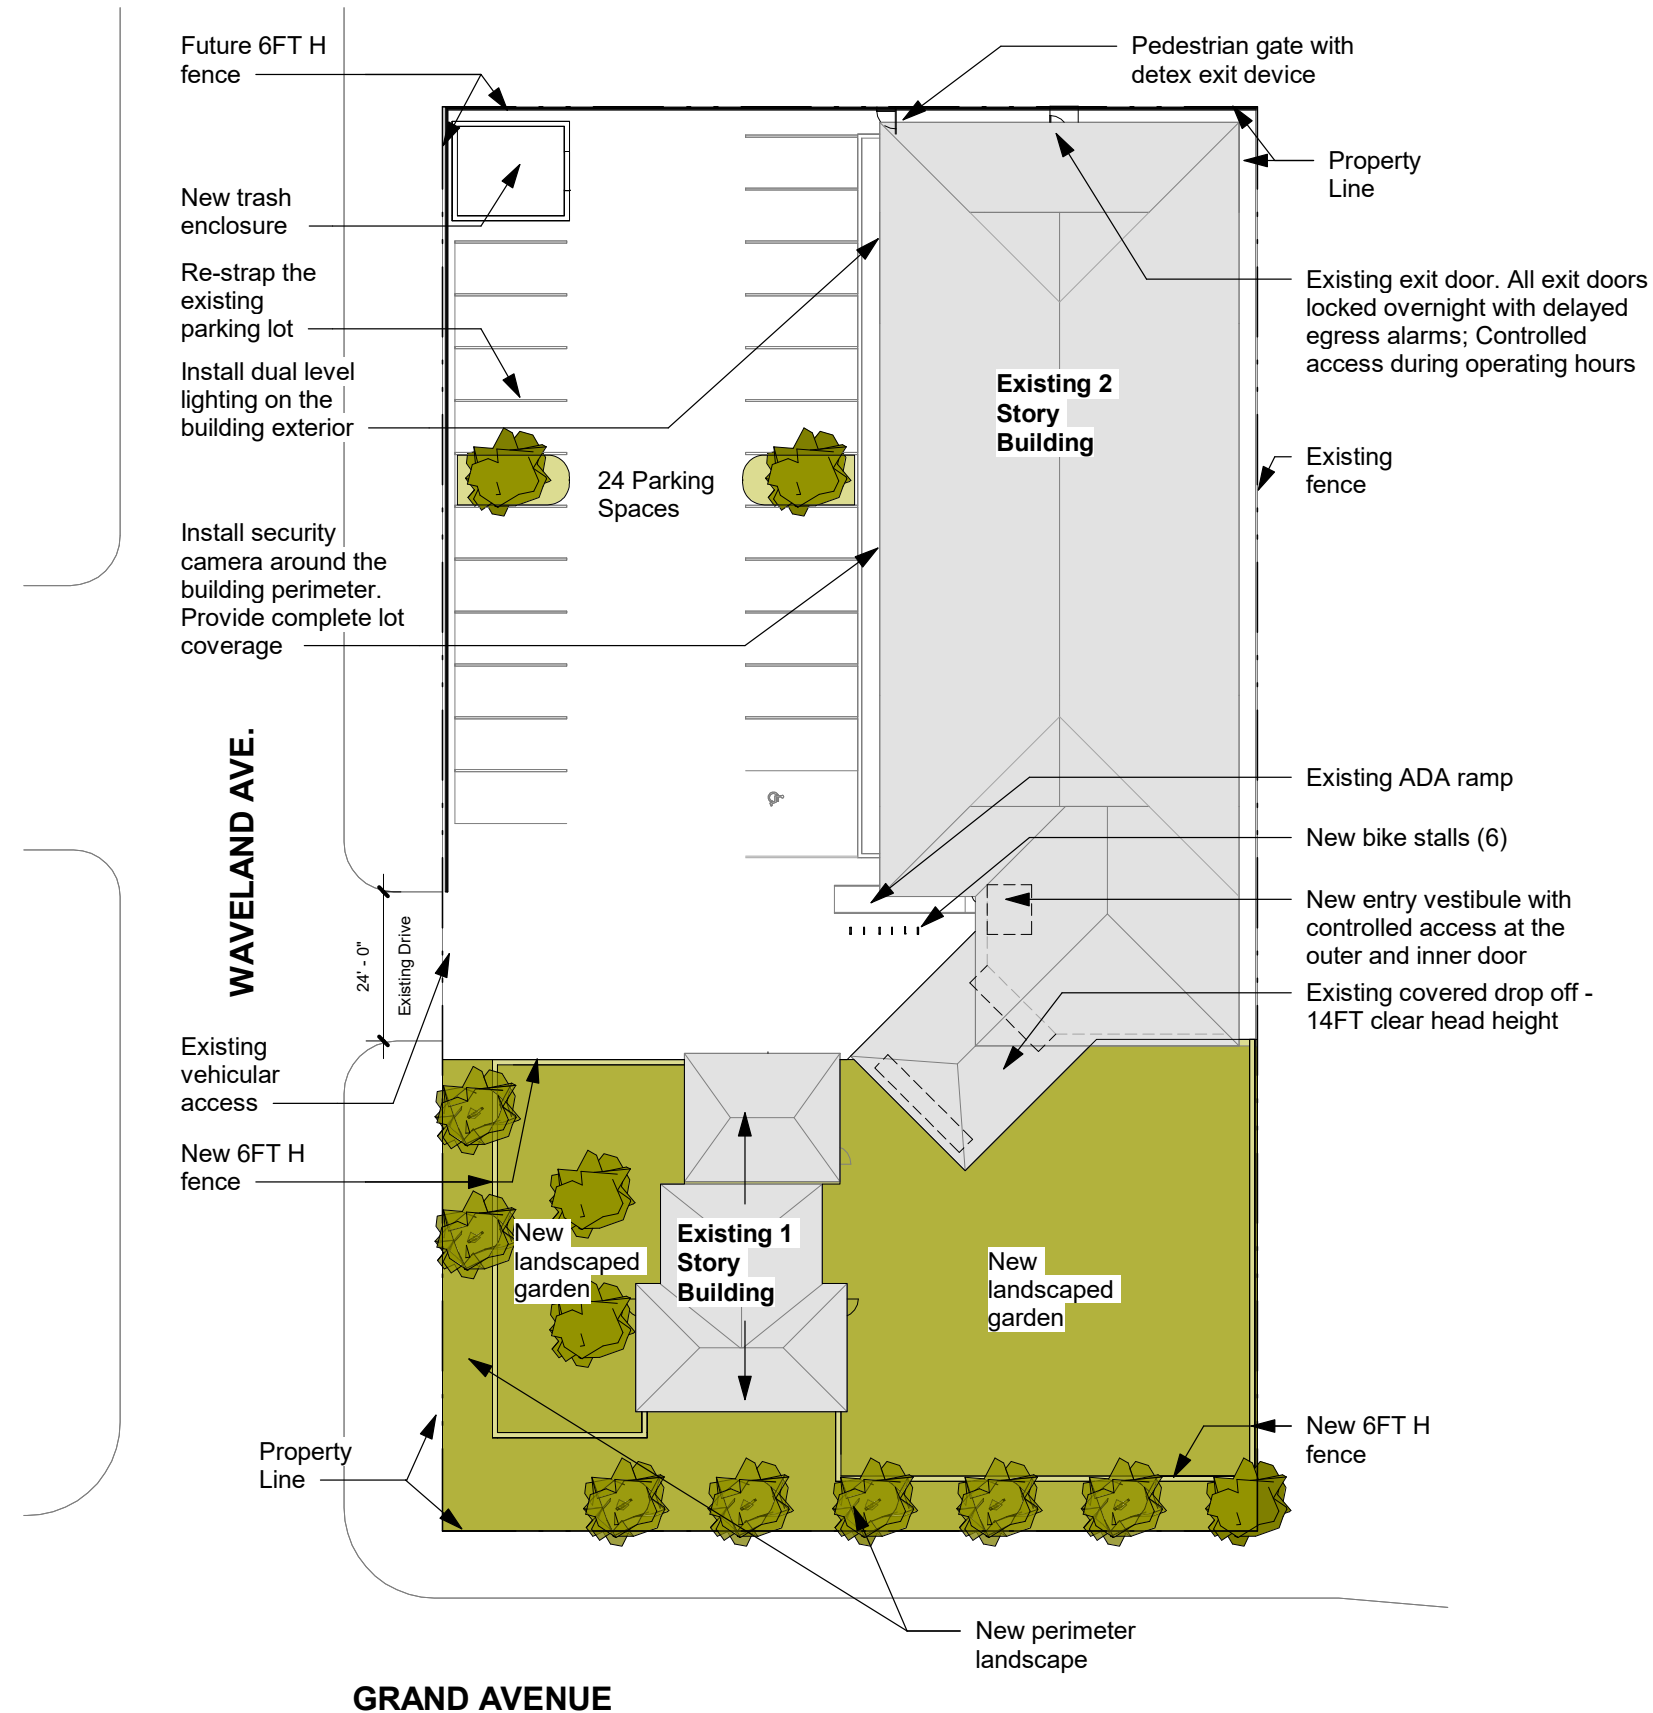 Future 6FT H
fence
Pedestrian gate with
detex exit device
Property
Line
New trash
enclosure
Re-strap the
existing
parking lot
Existing exit door. All exit doors
locked overnight with delayed
egress alarms; Controlled
access during operating hours
Install dual level
lighting on the
building exterior
Existing 2
Story
Building
Existing
fence
24 Parking
Spaces
Install security
camera around the
building perimeter.
Provide complete lot
coverage
WAVELAND AVE.
Existing ADA ramp
New bike stalls (6)
New entry vestibule with
controlled access at the
outer and inner door
24' - 0"
Existing Drive
Existing covered drop off -
14FT clear head height
Existing
vehicular
access
New 6FT H
fence
New
landscaped
garden
Existing 1
Story
Building
New
landscaped
garden
New 6FT H
fence
Property
Line
New perimeter
landscape
GRAND AVENUE